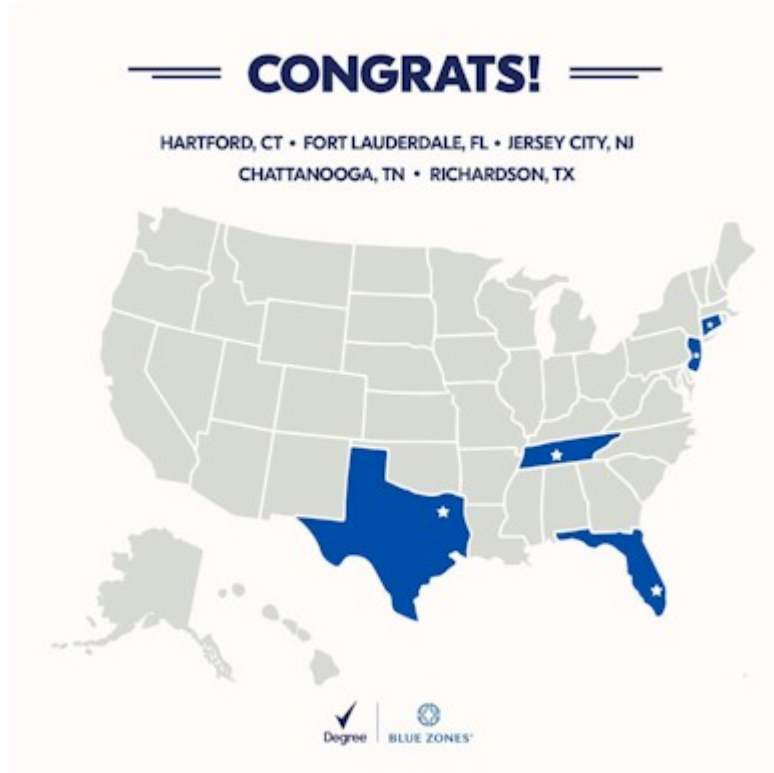 CONGRATS!
HARTFORD, CT • FORT LAUDERDALE, FL • JERSEY CITY, NJ
CHATTANOOGA, TN • RICHARDSON, TX
Degree
BLUE ZONES®